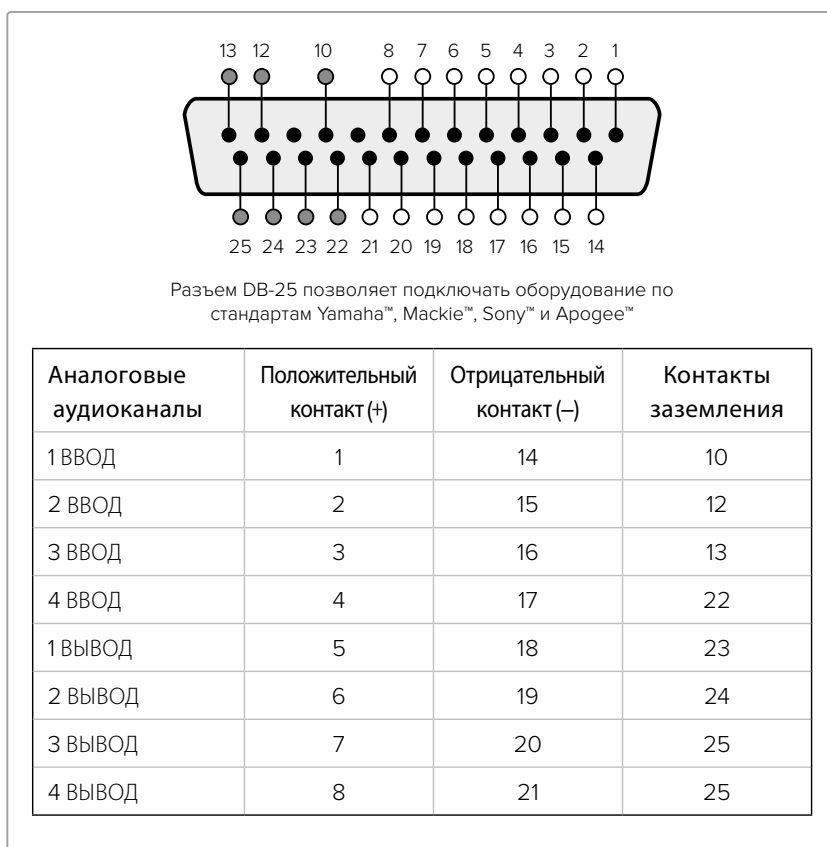 13 12 10 8 7 6 5 4 3 2 1
25 24 23 22 21 20 19 18 17 16 15 14
Разъем DB-25 позволяет подключать оборудование по
стандартам Yamaha™, Mackie™, Sony™ и Apogee™
Аналоговые аудиоканалы Положительный контакт (+) Отрицательный контакт (–) Контакты заземления
1 ВВОД 1 14 10
2 ВВОД 2 15 12
3 ВВОД 3 16 13
4 ВВОД 4 17 22
1 ВЫВОД 5 18 23
2 ВЫВОД 6 19 24
3 ВЫВОД 7 20 25
4 ВЫВОД 8 21 25